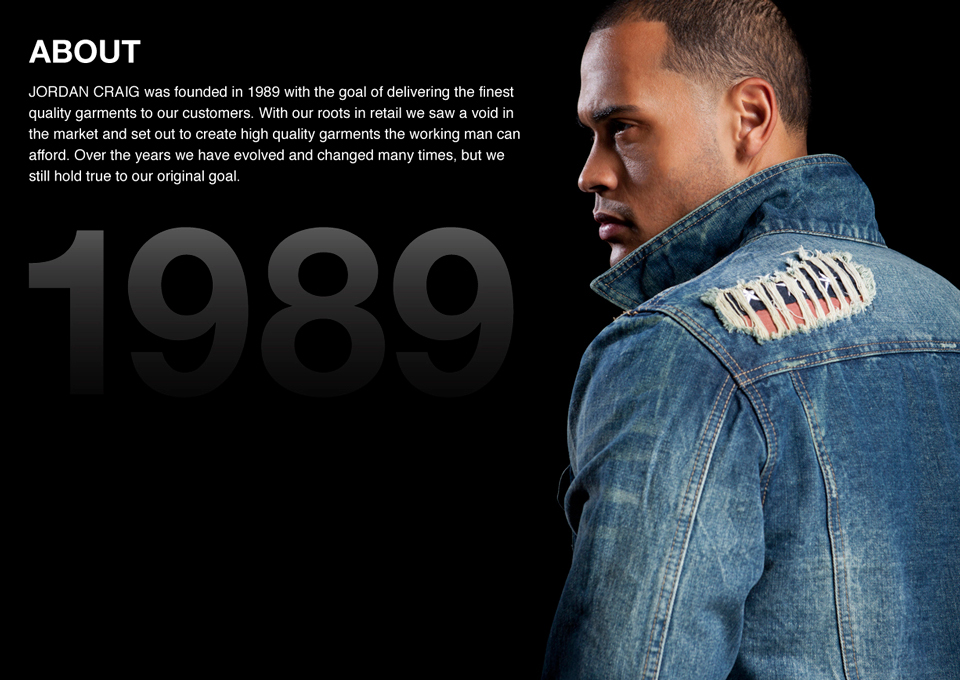 ABOUT
JORDAN CRAIG was founded in 1989 with the goal of delivering the finest
quality garments to our customers. With our roots in retail we saw a void in
the market and set out to create high quality garments the working man can
afford. Over the years we have evolved and changed many times, but we
still hold true to our original goal.
1989